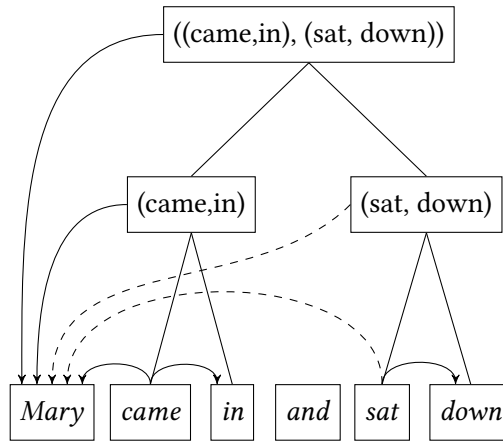 ((came,in), (sat, down))
(came,in) (sat, down)
Mary came in and sat down